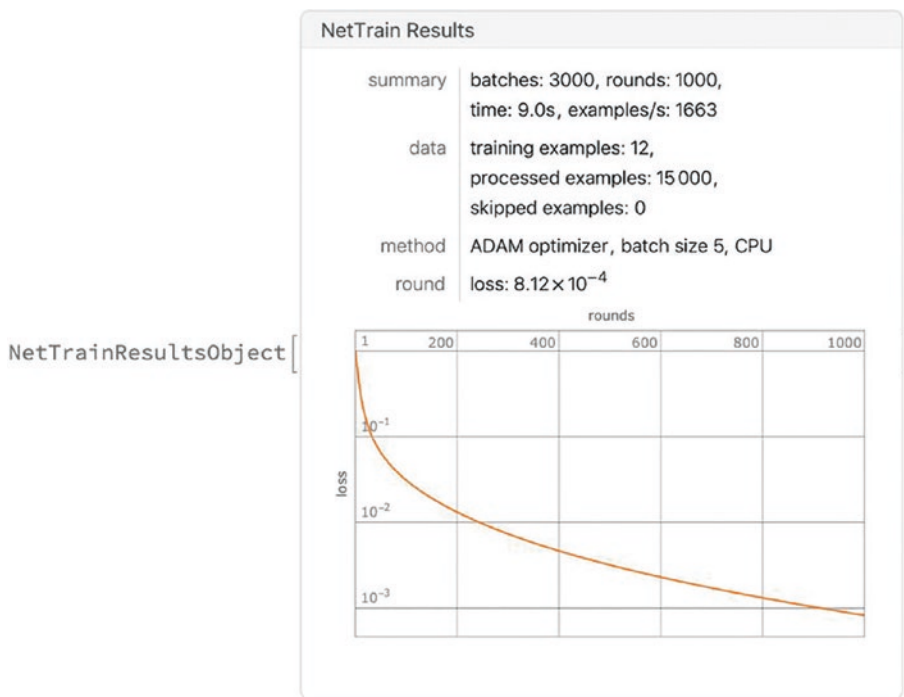 NetTrain Results
summary batches: 3000, rounds: 1000,
time: 9.0s, examples/s: 1663
data training examples: 12,
processed examples: 15 000,
skipped examples: 0
method ADAM optimizer, batch size 5, CPU
round loss: 8.12×10⁻⁴
rounds
NetTrainResultsObject[
1 200 400 600 800 1000
10⁻¹
loss
10⁻²
10⁻³